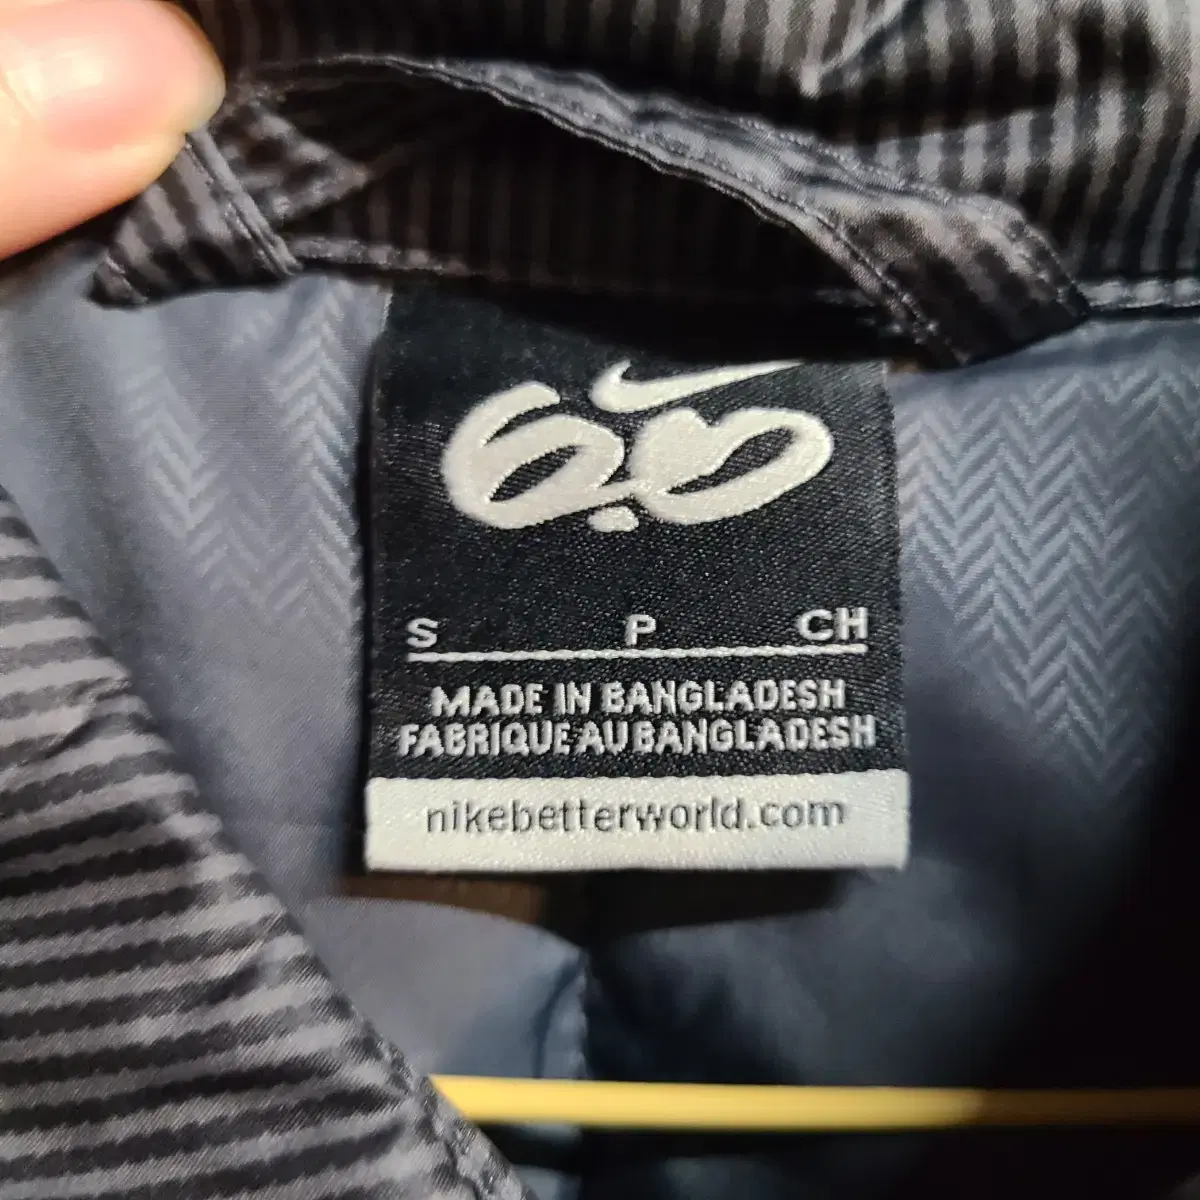 6.0
S P CH
MADE IN BANGLADESH
FABRIQUE AU BANGLADESH
nikebetterworld.com